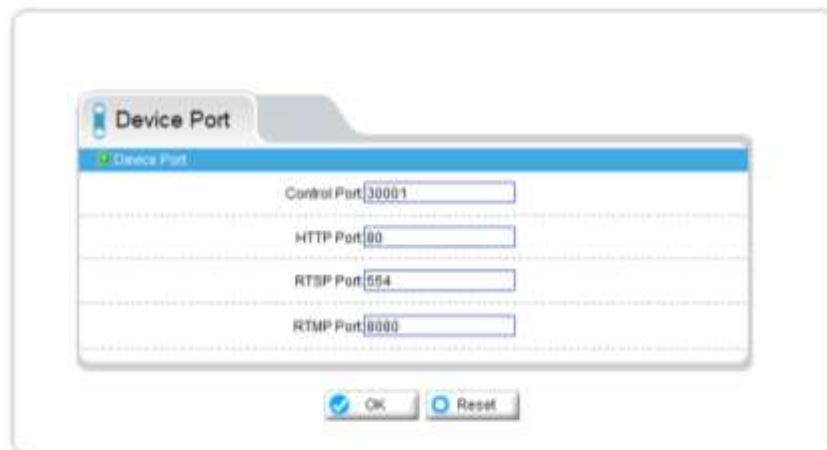 Device Port
Device Port
Control Port: 30001
HTTP Port: 80
RTSP Port: 554
RTMP Port: 8080
OK Reset